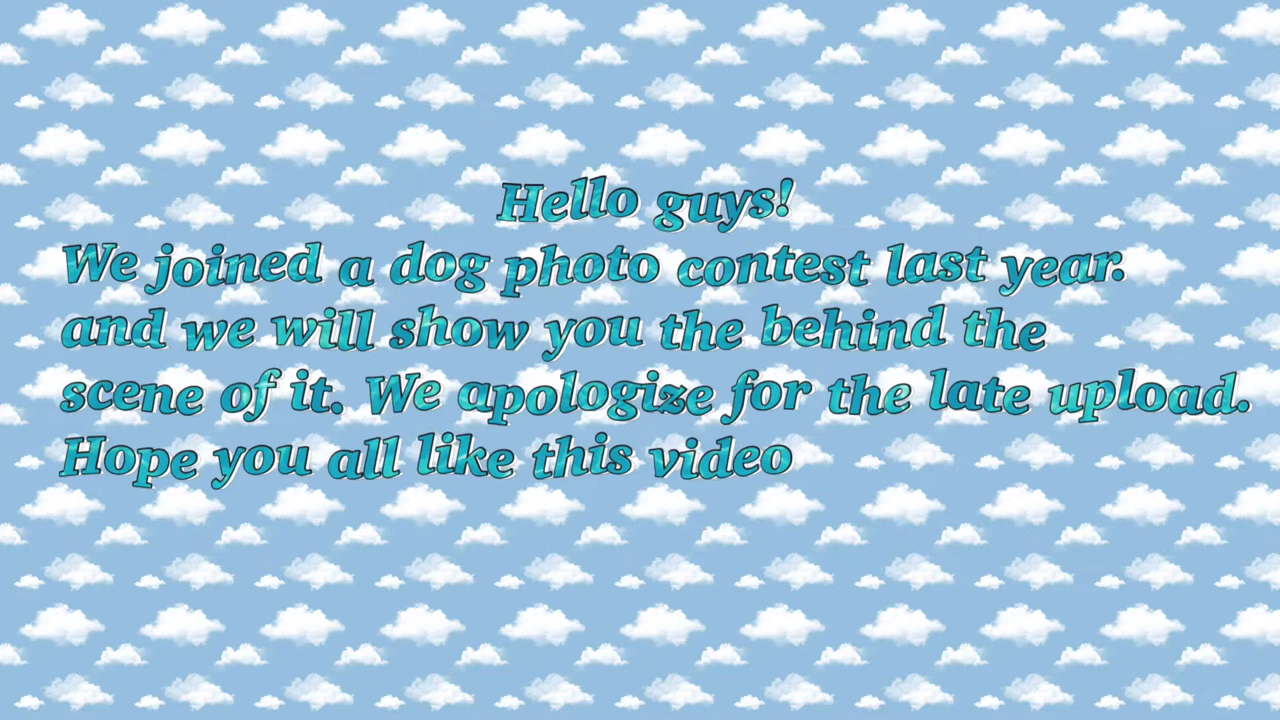 Hello guys!
We joined a dog photo contest last year.
and we will show you the behind the
scene of it. We apologize for the late upload.
Hope you all like this video